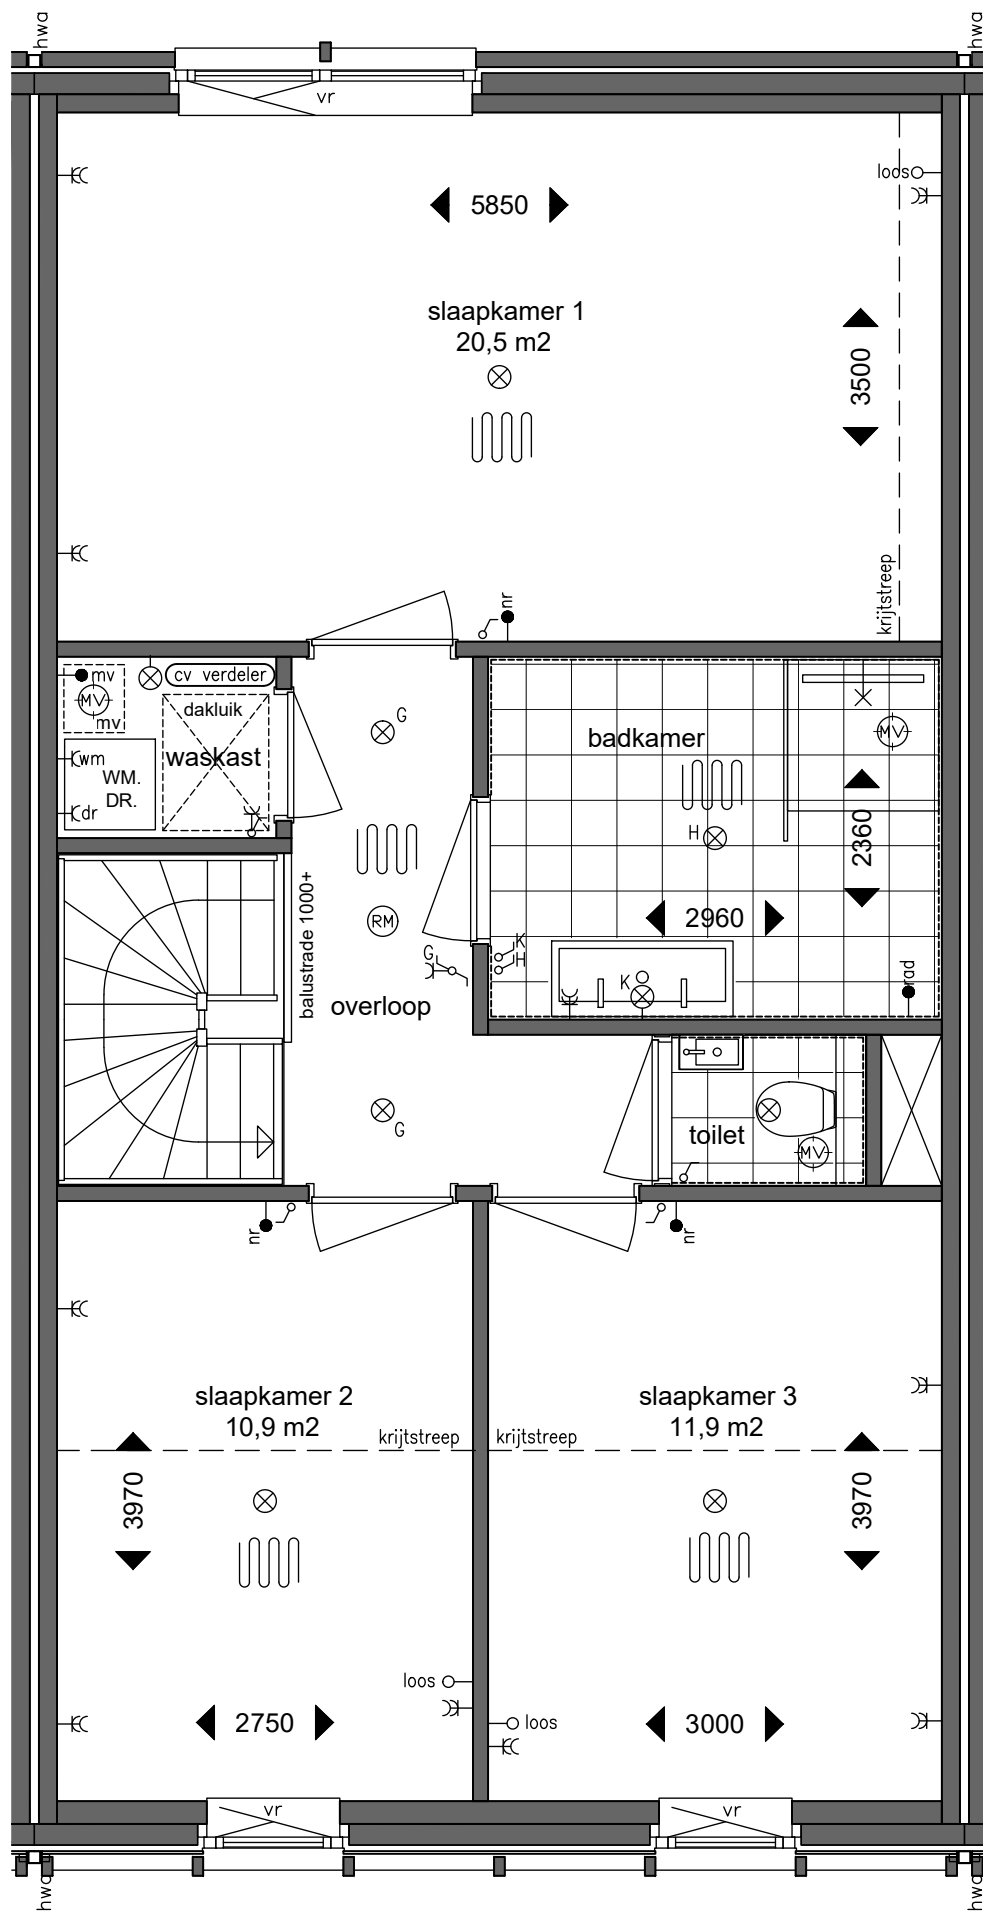 hwa
hwa
vr
loos
5850
slaapkamer 1
20,5 m2
3500
krijtstreep
nr
mv
cv verdeler
MV
mv
dakluik
G
badkamer
MV
wm
WM.
waskast
DR.
dr
H
2360
balustrade 1000+
RM
2960
G
K
H
K
rad
overloop
G
toilet
MV
nr
nr
slaapkamer 2
10,9 m2
slaapkamer 3
11,9 m2
krijtstreep
krijtstreep
3970
3970
loos
2750
loos
3000
vr
vr
hwa
hwa